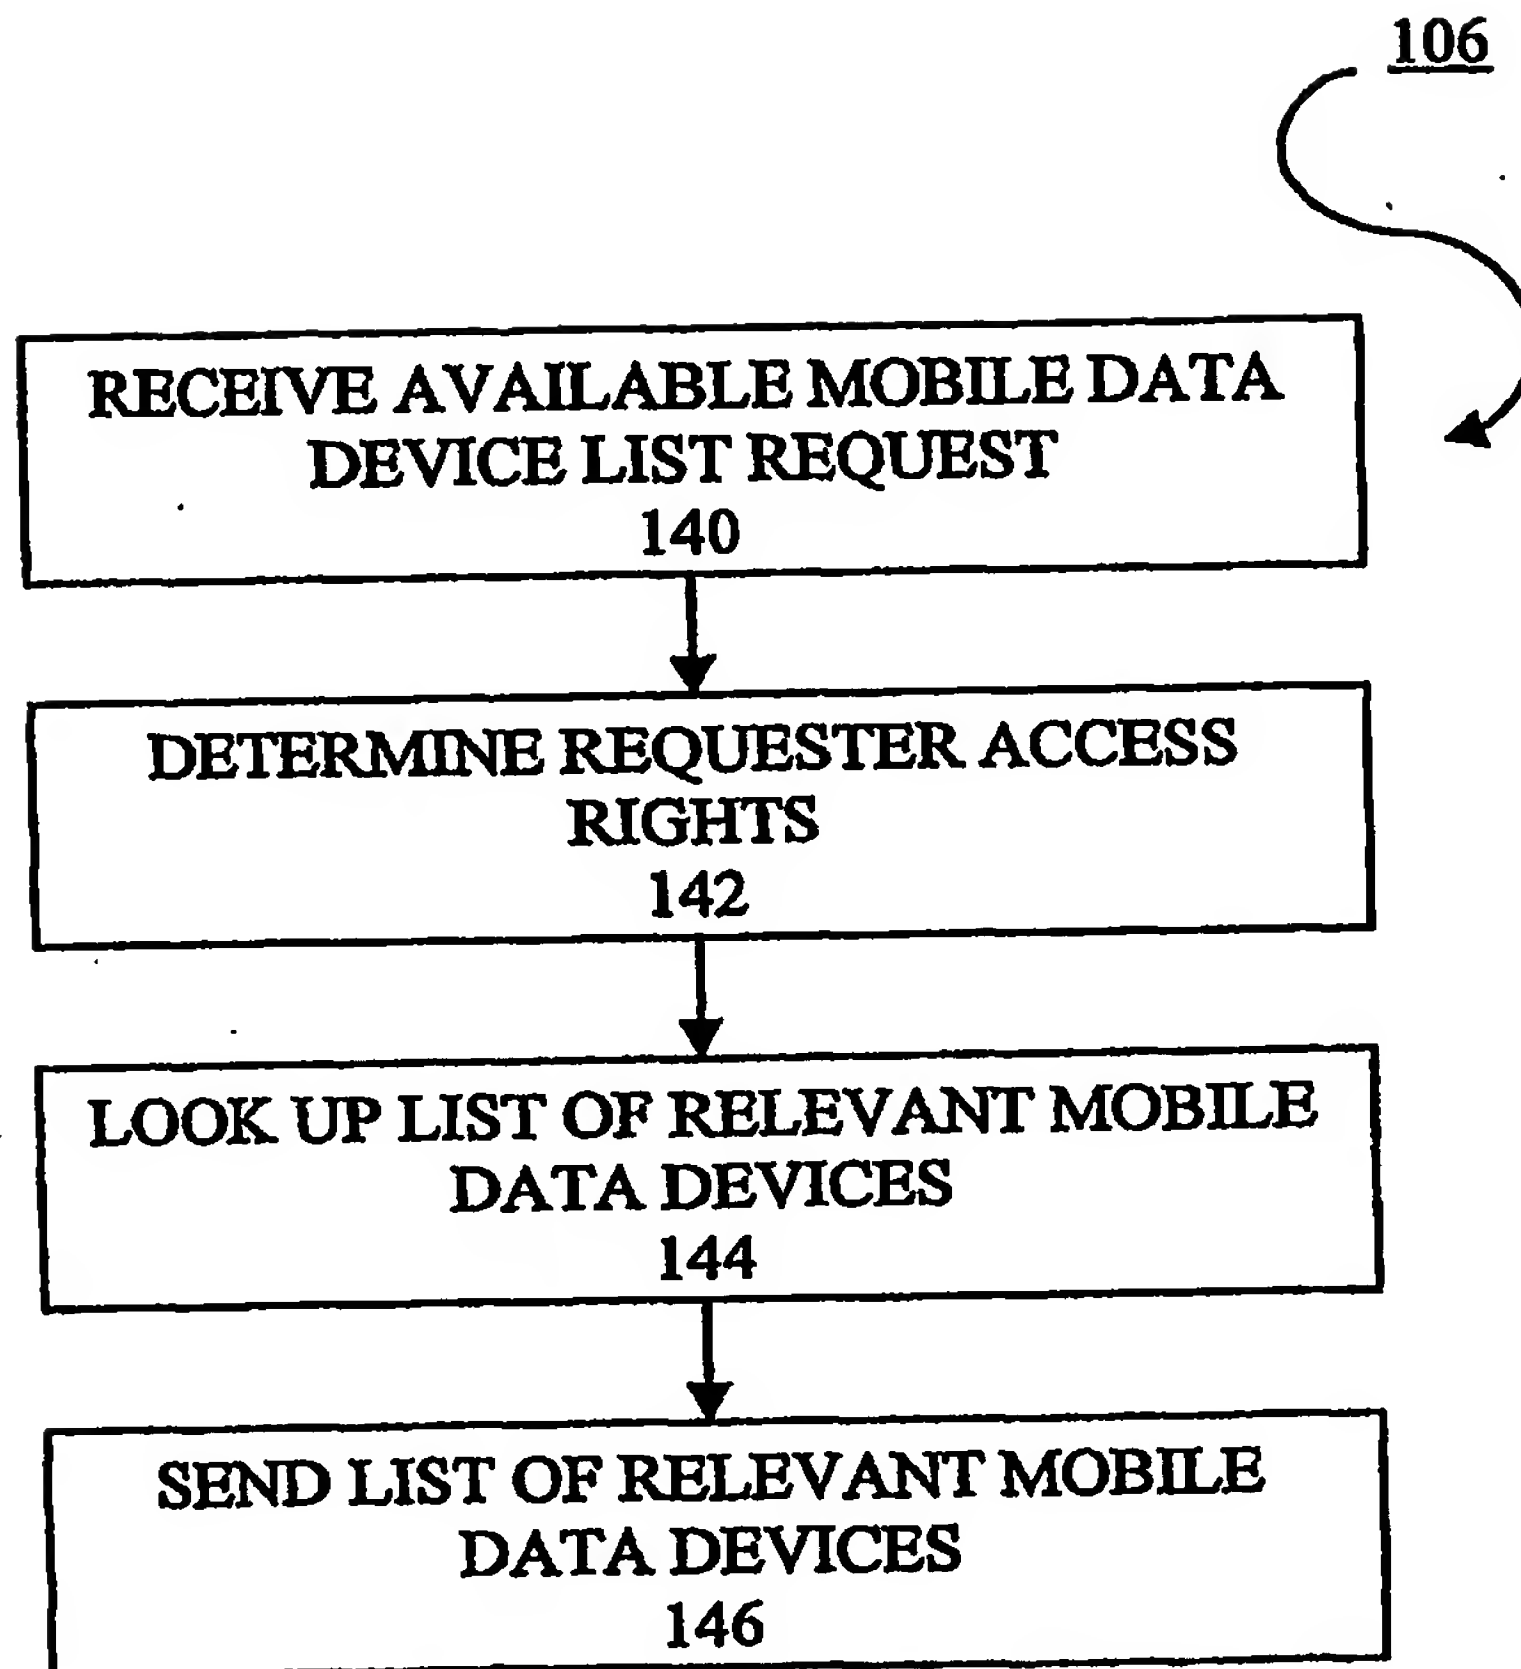 106
RECEIVE AVAILABLE MOBILE DATA
DEVICE LIST REQUEST
140
DETERMINE REQUESTER ACCESS
RIGHTS
142
LOOK UP LIST OF RELEVANT MOBILE
DATA DEVICES
144
SEND LIST OF RELEVANT MOBILE
DATA DEVICES
146